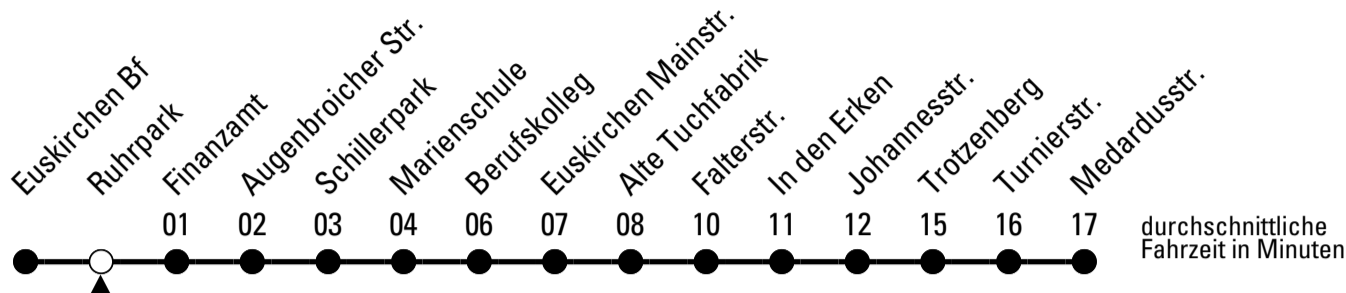 Euskirchen Bf
Ruhrpark
Finanzamt
Augenbroicher Str.
Schillerpark
Marienschule
Berufskolleg
Euskirchen Mainstr.
Alte Tuchfabrik
Falterstr.
In den Erken
Johannesstr.
Trotzenberg
Turnierstr.
Medardusstr.
01 02 03 04 06 07 08 10 11 12 15 16 17
durchschnittliche
Fahrzeit in Minuten